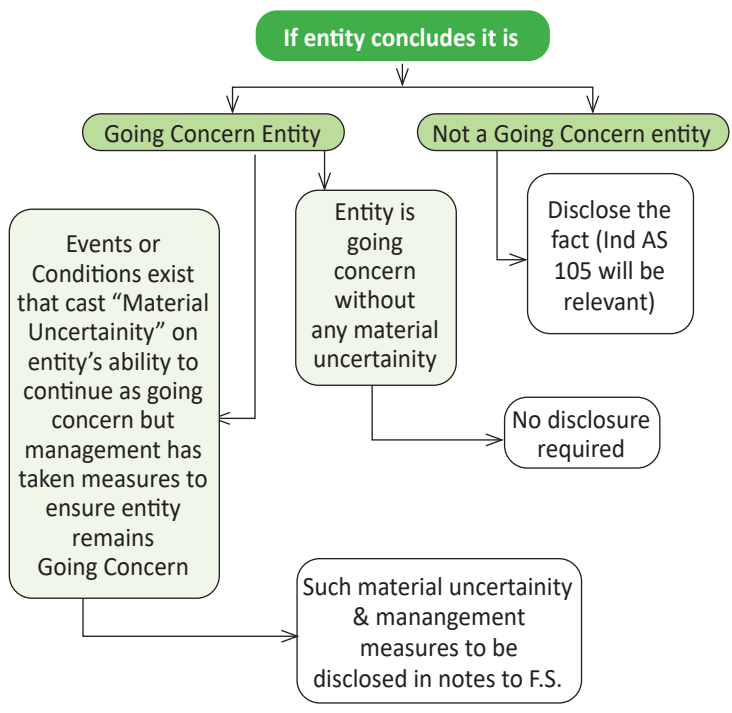 If entity concludes it is
Going Concern Entity
Not a Going Concern entity
Events or
Conditions exist
that cast “Material
Uncertainity” on
entity’s ability to
continue as going
concern but
management has
taken measures to
ensure entity
remains
Going Concern
Entity is
going
concern
without
any material
uncertainity
Disclose the
fact (Ind AS
105 will be
relevant)
No disclosure
required
Such material uncertainity
& manangement
measures to be
disclosed in notes to F.S.